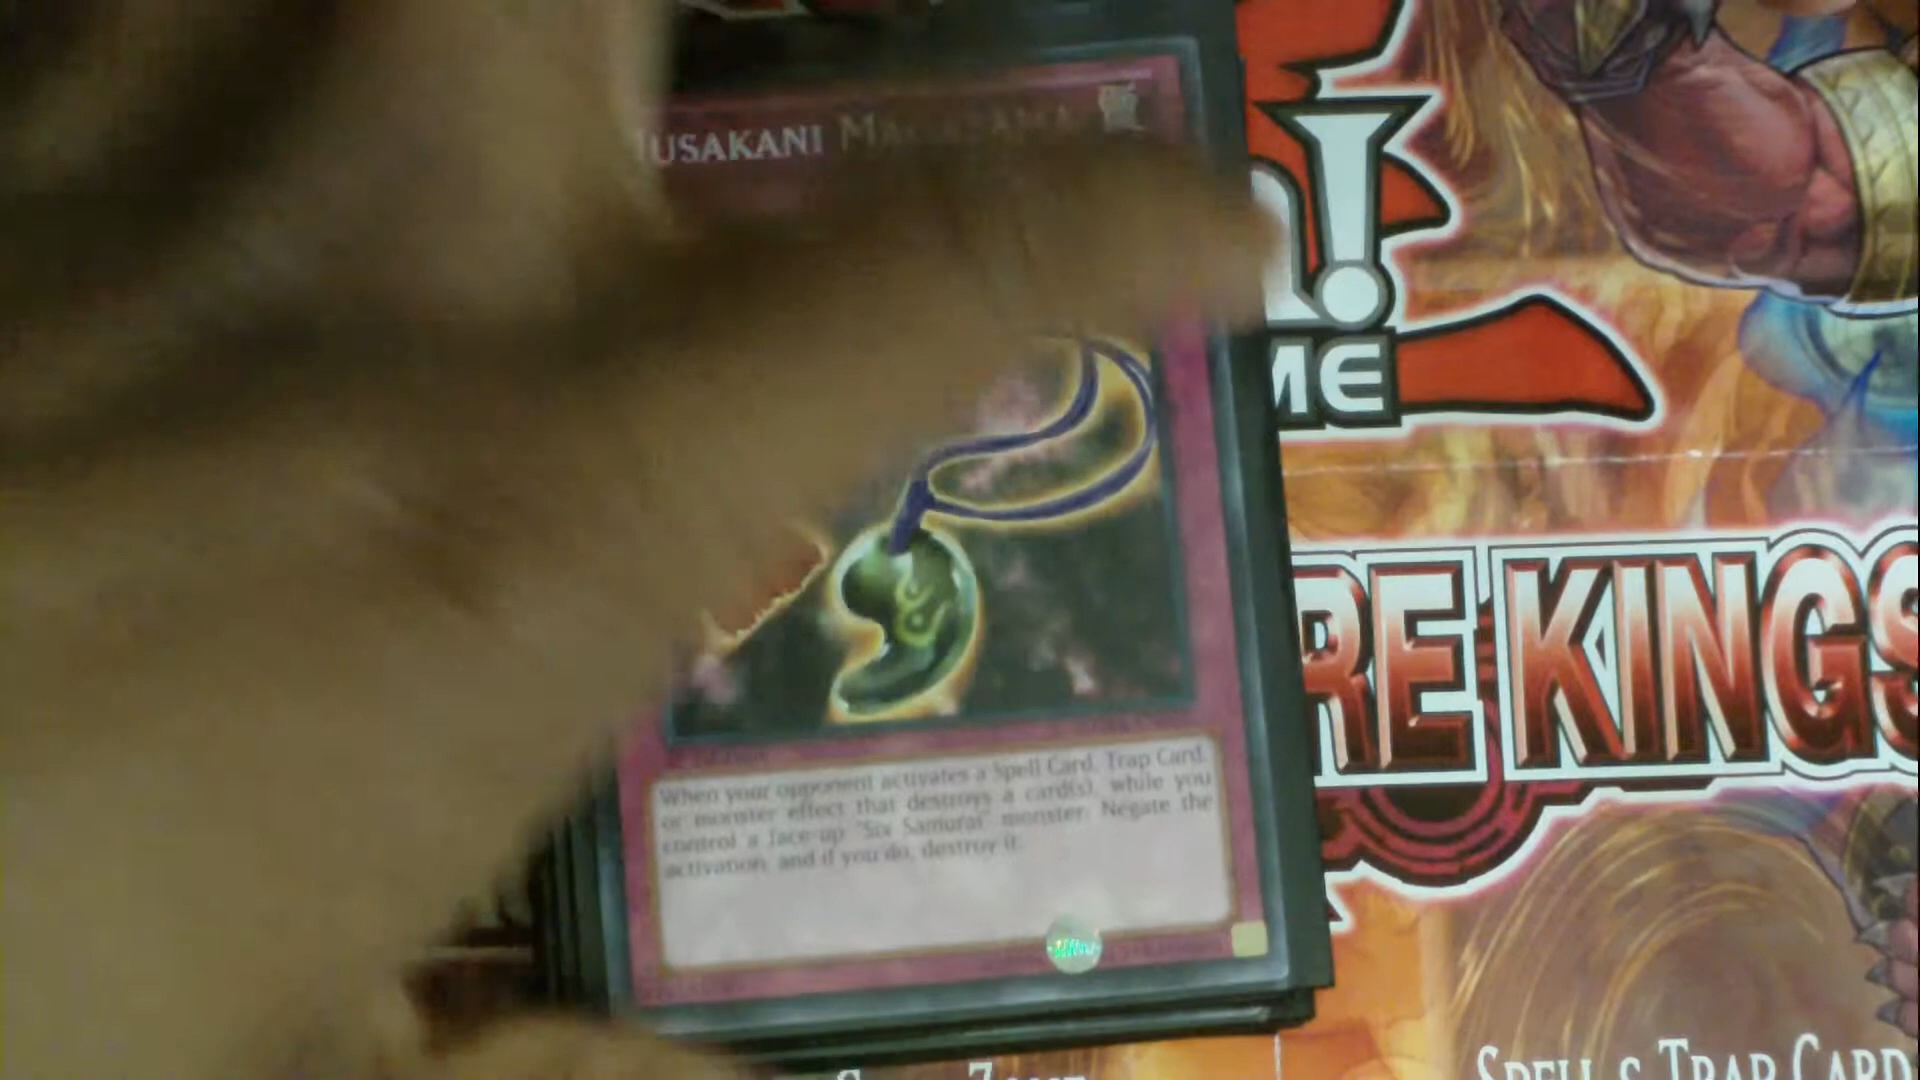 USAKANI MAGATAMA
!
ME
RE KINGS
When your opponent activates a Spell Card, Trap Card,
or monster effect that destroys a card(s), while you
control a face-up "Six Samurai" monster: Negate the
activation, and if you do, destroy it.
SPELL & TRAP CARD